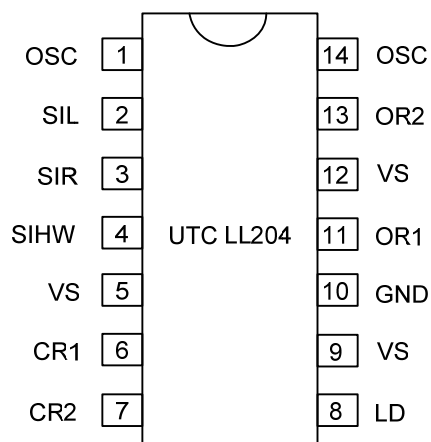 OSC 1 14 OSC
SIL 2 13 OR2
SIR 3 12 VS
SIHW 4 UTC LL204 11 OR1
VS 5 10 GND
CR1 6 9 VS
CR2 7 8 LD